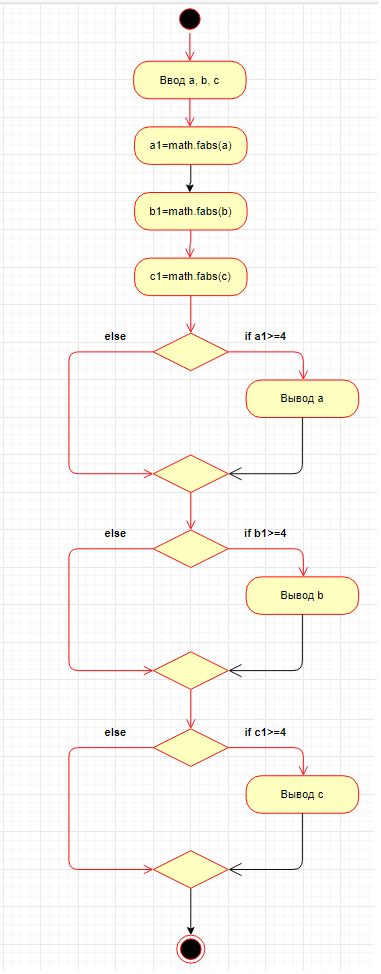 Ввод a, b, c
a1=math.fabs(a)
b1=math.fabs(b)
c1=math.fabs(c)
else
if a1>=4
Вывод a
else
if b1>=4
Вывод b
else
if c1>=4
Вывод c